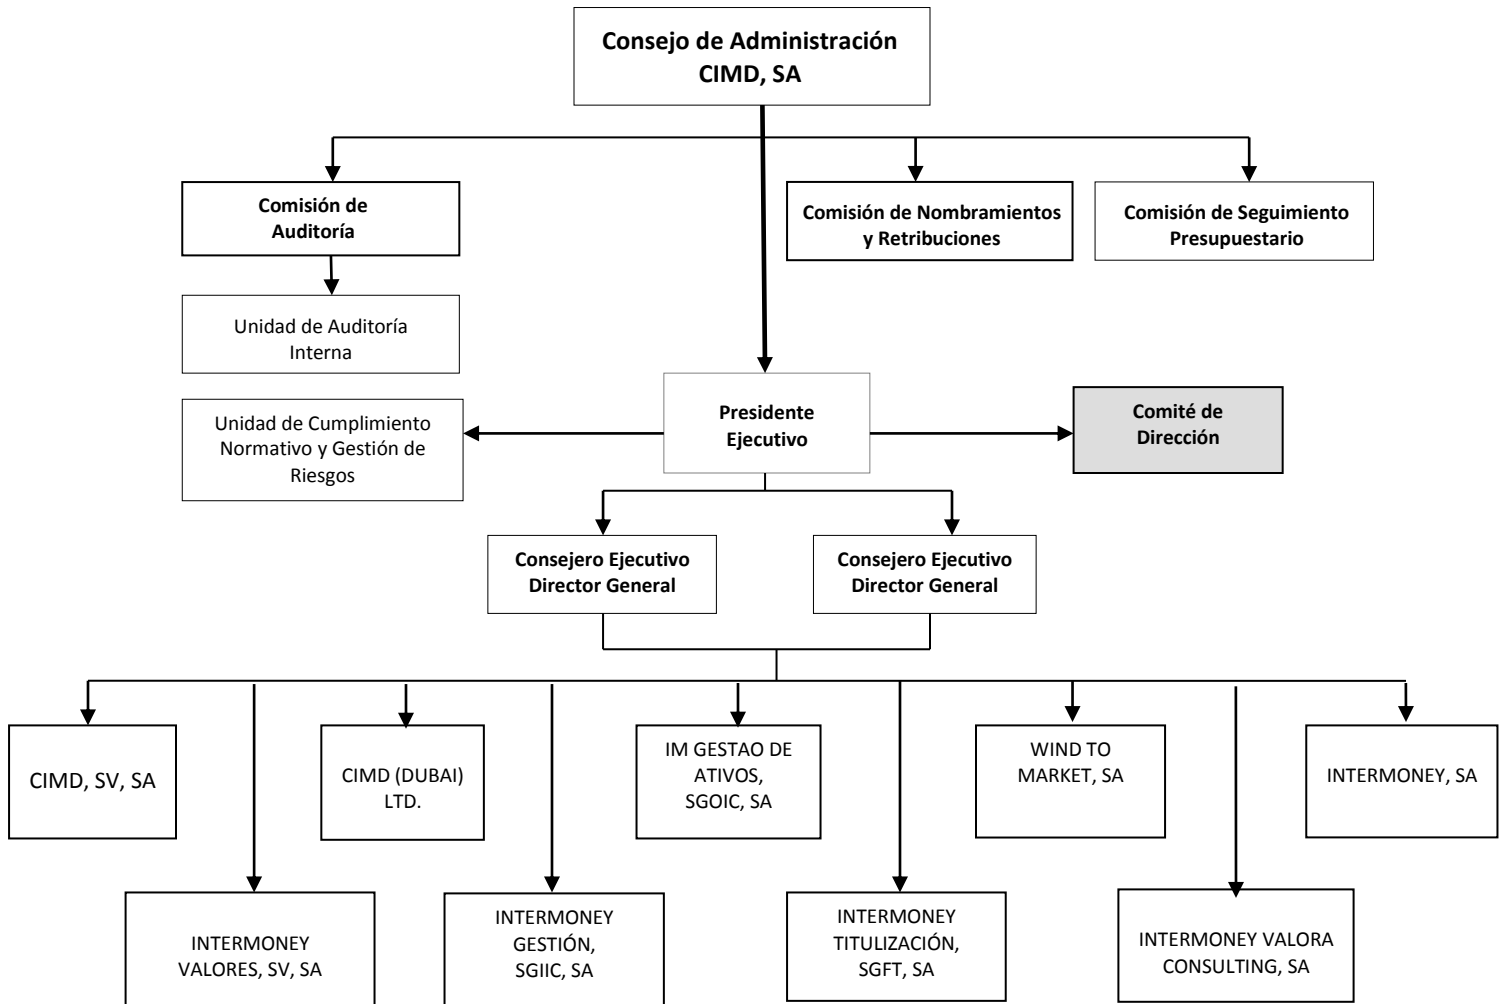 Consejo de Administración
CIMD, SA
Comisión de
Auditoría
Comisión de Nombramientos
y Retribuciones
Comisión de Seguimiento
Presupuestario
Unidad de Auditoría
Interna
Unidad de Cumplimiento
Normativo y Gestión de
Riesgos
Presidente
Ejecutivo
Comité de
Dirección
Consejero Ejecutivo
Director General
Consejero Ejecutivo
Director General
CIMD, SV, SA
CIMD (DUBAI)
LTD.
IM GESTAO DE
ATIVOS,
SGOIC, SA
WIND TO
MARKET, SA
INTERMONEY, SA
INTERMONEY
VALORES, SV, SA
INTERMONEY
GESTIÓN,
SGIIC, SA
INTERMONEY
TITULIZACIÓN,
SGFT, SA
INTERMONEY VALORA
CONSULTING, SA